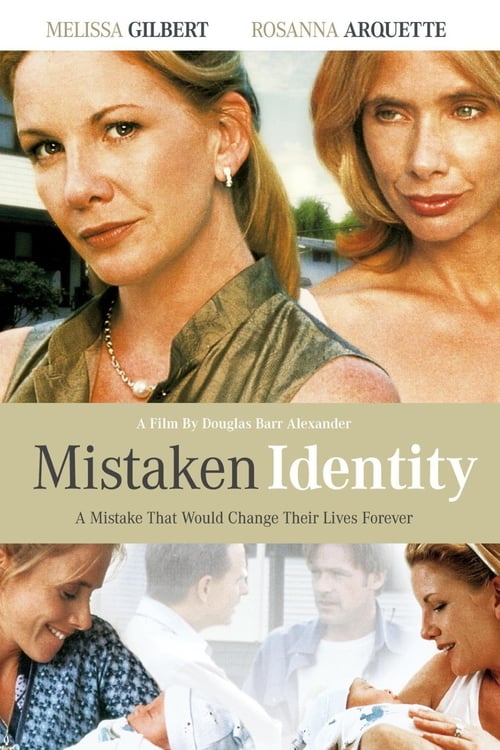 MELISSA GILBERT ROSANNA ARQUETTE
A Film By Douglas Barr Alexander
Mistaken Identity
A Mistake That Would Change Their Lives Forever